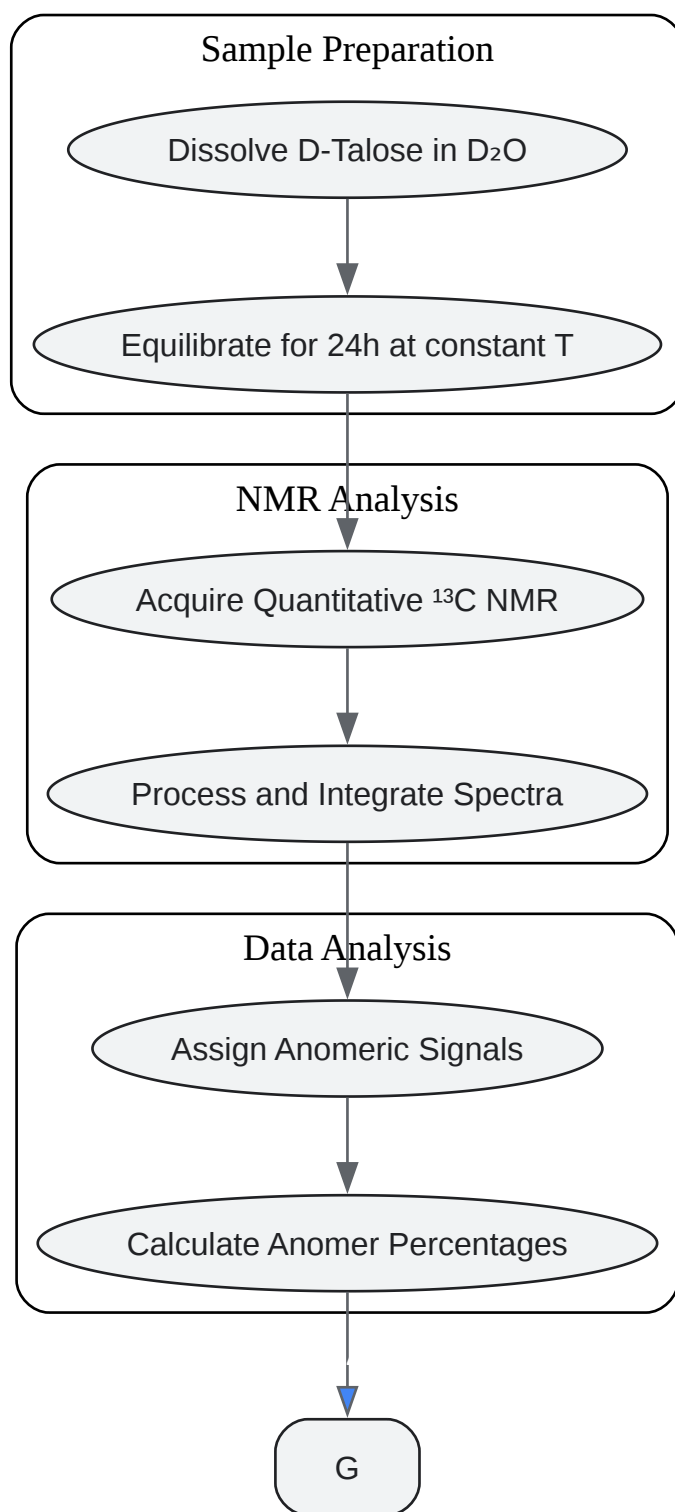 Sample Preparation
Dissolve D-Talose in D₂O
Equilibrate for 24h at constant T
NMR Analysis
Acquire Quantitative ¹³C NMR
Process and Integrate Spectra
Data Analysis
Assign Anomeric Signals
Calculate Anomer Percentages
G